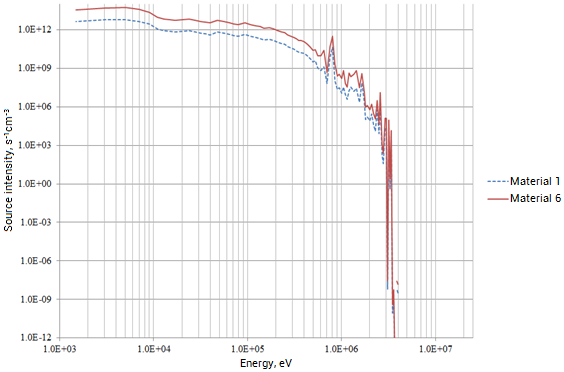 1.0E+12
1.0E+09
1.0E+06
1.0E+03
1.0E+00
1.0E-03
1.0E-06
1.0E-09
1.0E-12
Source intensity, s⁻¹cm⁻³
1.0E+03 1.0E+04 1.0E+05 1.0E+06 1.0E+07
Energy, eV
Material 1
Material 6